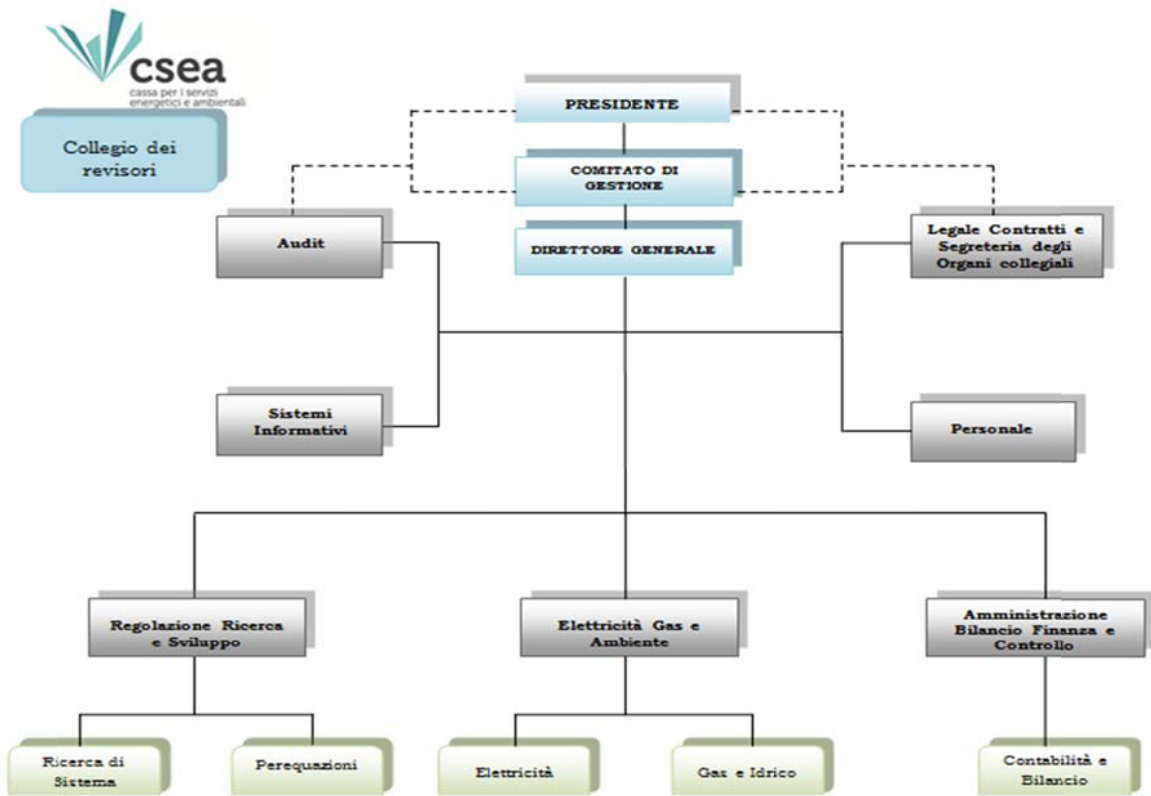 csea
cassa per i servizi
energetici e ambientali
PRESIDENTE
Collegio dei
revisori
COMITATO DI
GESTIONE
Audit
DIRETTORE GENERALE
Legale Contratti e
Segreteria degli
Organi collegiali
Sistemi
Informativi
Personale
Regolazione Ricerca
e Sviluppo
Elettricità Gas e
Ambiente
Amministrazione
Bilancio Finanza e
Controllo
Ricerca di
Sistema
Perequazioni
Elettricità
Gas e Idrico
Contabilità e
Bilancio